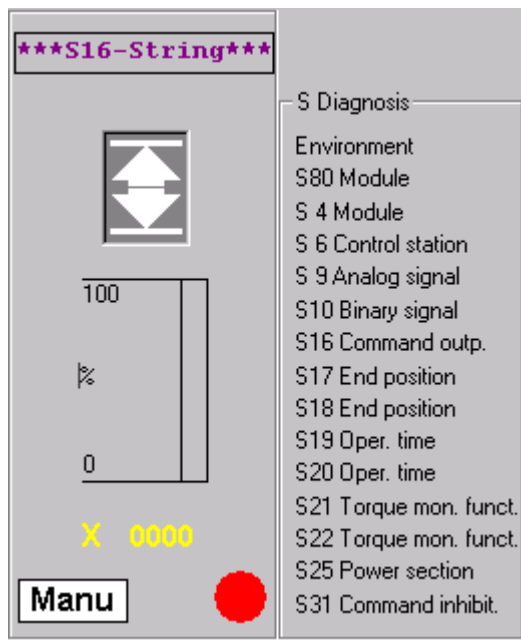 ***S16-String***
100
%
0
X 0000
Manu
S Diagnosis
Environment
S80 Module
S 4 Module
S 6 Control station
S 9 Analog signal
S10 Binary signal
S16 Command outp.
S17 End position
S18 End position
S19 Oper. time
S20 Oper. time
S21 Torque mon. funct.
S22 Torque mon. funct.
S25 Power section
S31 Command inhibit.